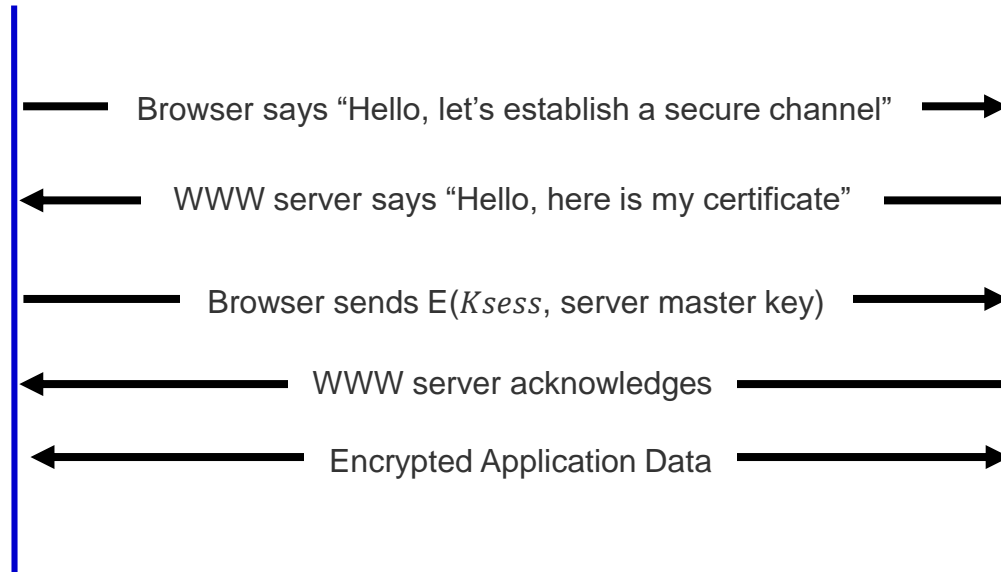 Browser says “Hello, let’s establish a secure channel”
WWW server says “Hello, here is my certificate”
Browser sends E(𝐾𝑠𝑒𝑠𝑠, server master key)
WWW server acknowledges
Encrypted Application Data